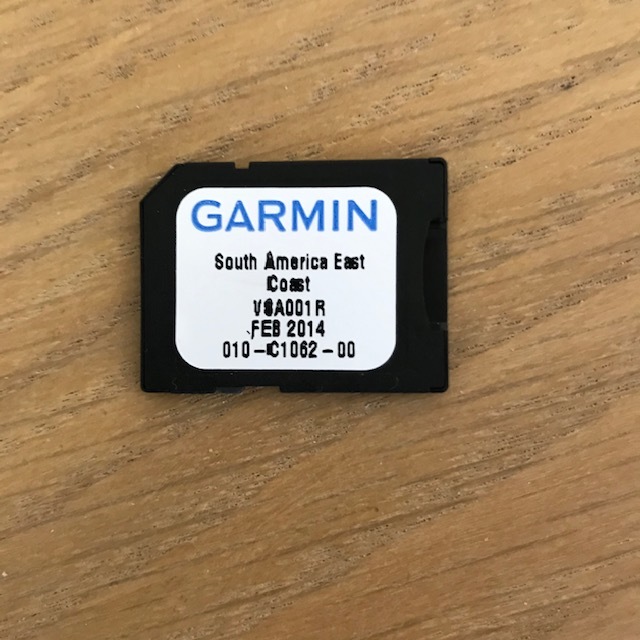 GARMIN
South America East
Coast
VSA001R
FEB 2014
010-C1062-00